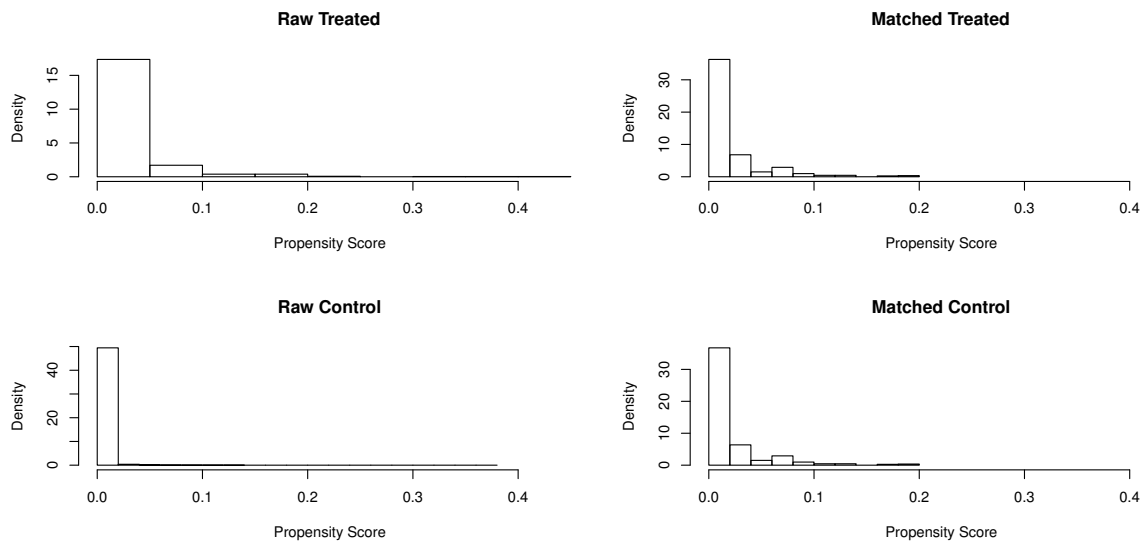 Raw Treated
Density
0 5 10 15
0.0 0.1 0.2 0.3 0.4
Propensity Score
Matched Treated
Density
0 10 20 30
0.0 0.1 0.2 0.3 0.4
Propensity Score
Raw Control
Density
0 20 40
0.0 0.1 0.2 0.3 0.4
Propensity Score
Matched Control
Density
0 10 20 30
0.0 0.1 0.2 0.3 0.4
Propensity Score